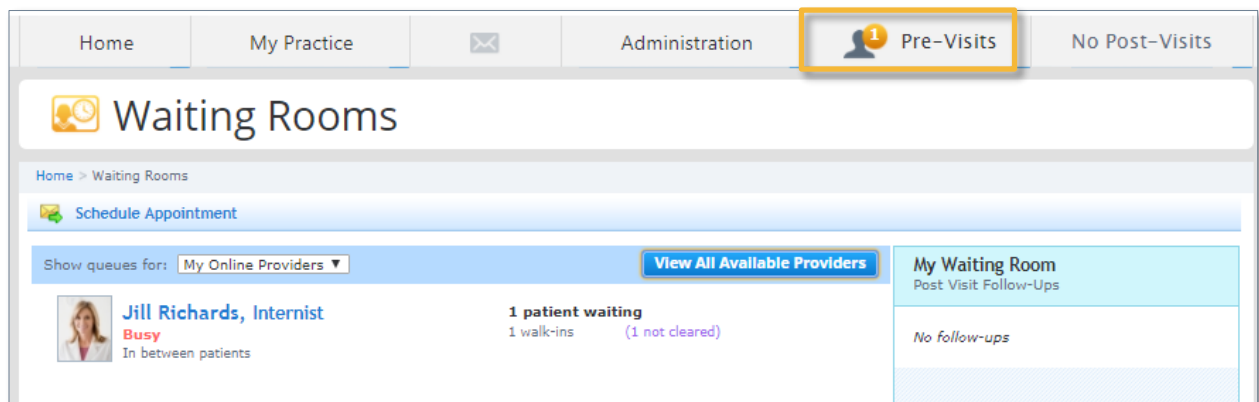 Home My Practice Administration 1 Pre-Visits No Post-Visits
Waiting Rooms
Home > Waiting Rooms
Schedule Appointment
Show queues for: My Online Providers ▼ View All Available Providers
Jill Richards, Internist
Busy
In between patients
1 patient waiting
1 walk-ins (1 not cleared)
My Waiting Room
Post Visit Follow-Ups
No follow-ups